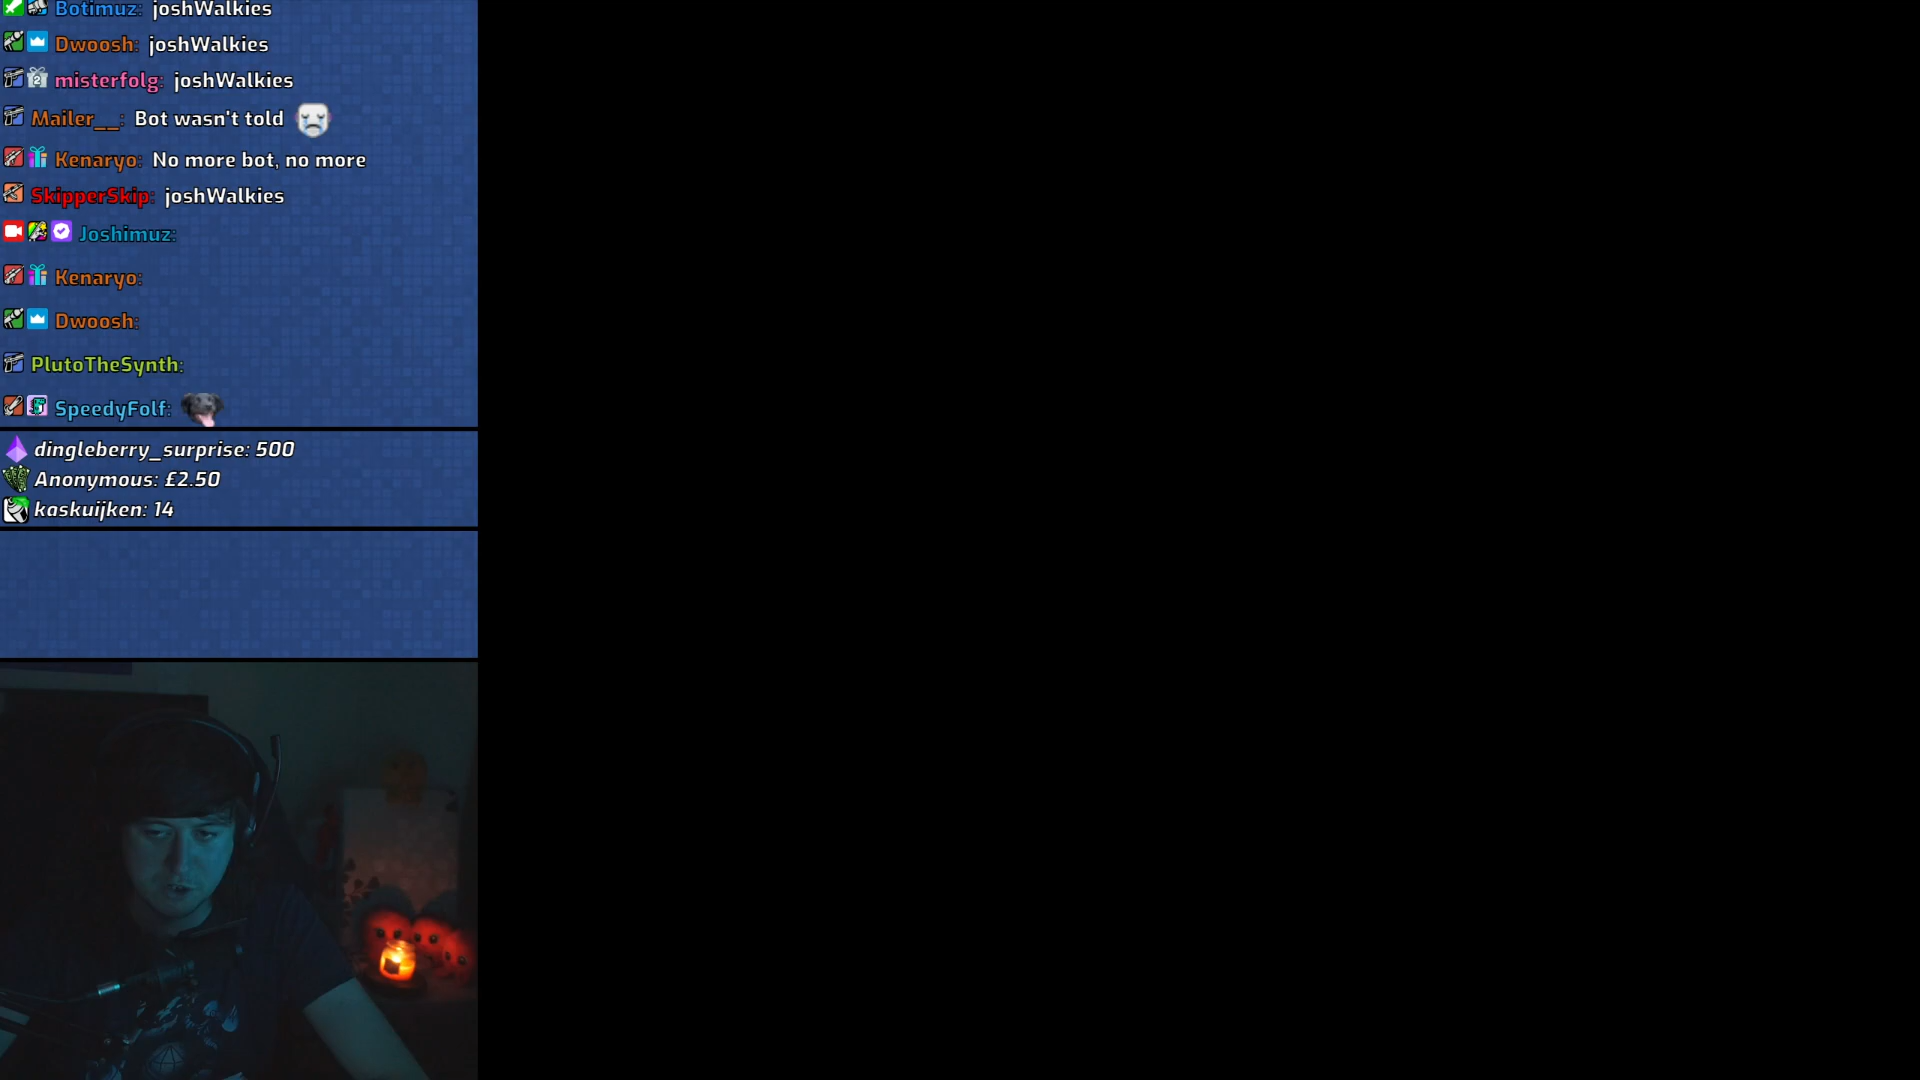 Botimuz: joshWalkies
Dwoosh: joshWalkies
2 misterfolg: joshWalkies
Mailer__: Bot wasn't told
Kenaryo: No more bot, no more
SkipperSkip: joshWalkies
Joshimuz:
Kenaryo:
Dwoosh:
PlutoTheSynth:
SpeedyFolf:
dingleberry_surprise: 500
Anonymous: £2.50
kaskuijken: 14